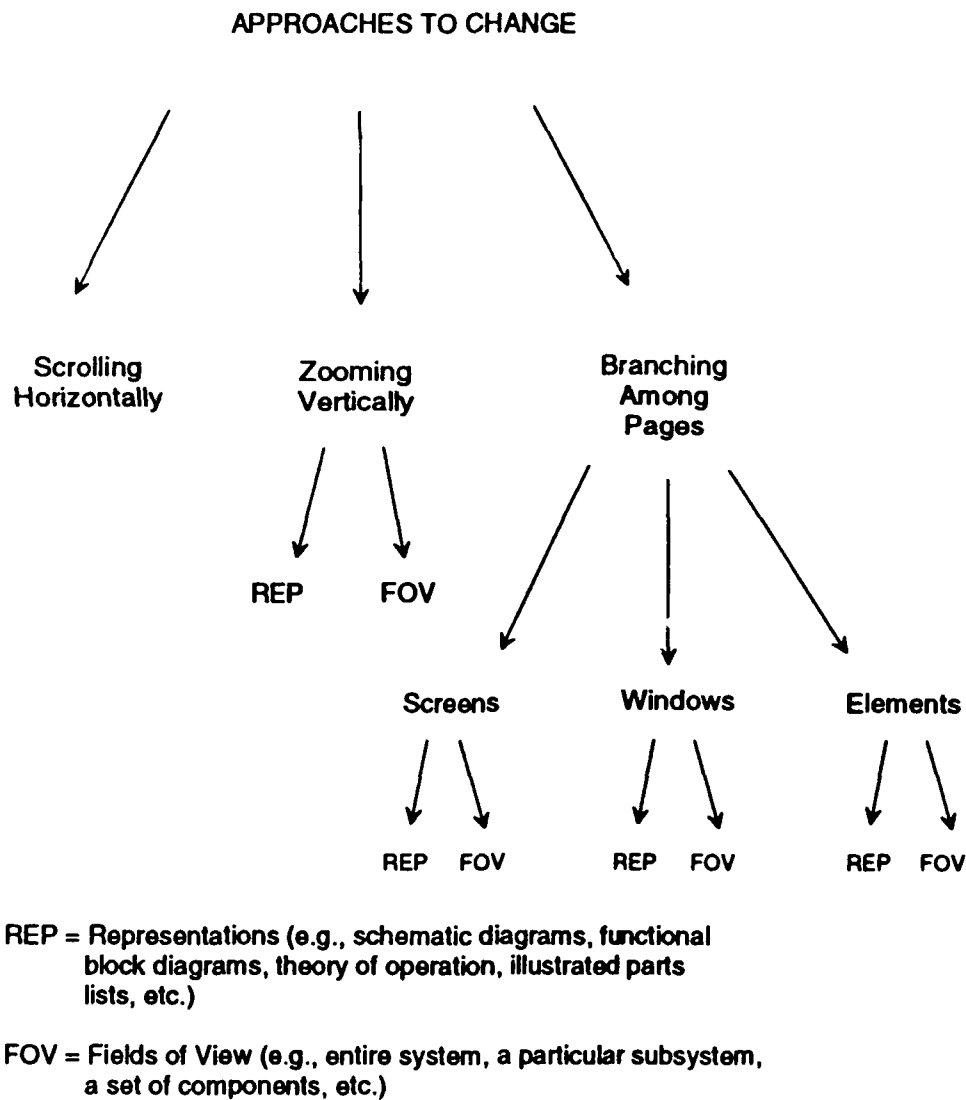 APPROACHES TO CHANGE
Scrolling
Horizontally
Zooming
Vertically
Branching
Among
Pages
REP FOV
Screens Windows Elements
REP FOV REP FOV REP FOV
REP = Representations (e.g., schematic diagrams, functional
block diagrams, theory of operation, illustrated parts
lists, etc.)
FOV = Fields of View (e.g., entire system, a particular subsystem,
a set of components, etc.)